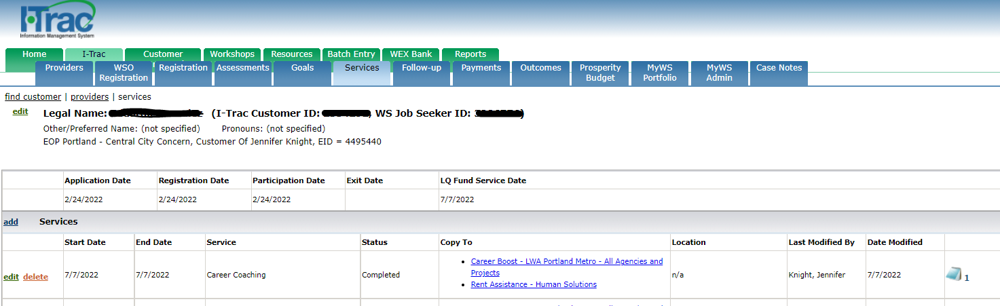 I-Trac
Information Management System
Home I-Trac Customer Workshops Resources Batch Entry WEX Bank Reports
Providers WSO Registration Registration Assessments Goals Services Follow-up Payments Outcomes Prosperity Budget MyWS Portfolio MyWS Admin Case Notes
find customer | providers | services
edit Legal Name: (I-Trac Customer ID: , WS Job Seeker ID: )
Other/Preferred Name: (not specified) Pronouns: (not specified)
EOP Portland - Central City Concern, Customer Of Jennifer Knight, EID = 4495440
Application Date Registration Date Participation Date Exit Date LQ Fund Service Date
2/24/2022 2/24/2022 2/24/2022 7/7/2022
add Services
Start Date End Date Service Status Copy To Location Last Modified By Date Modified
edit delete 7/7/2022 7/7/2022 Career Coaching Completed
Career Boost - LWA Portland Metro - All Agencies and
Projects
Rent Assistance - Human Solutions
n/a Knight, Jennifer 7/7/2022 1